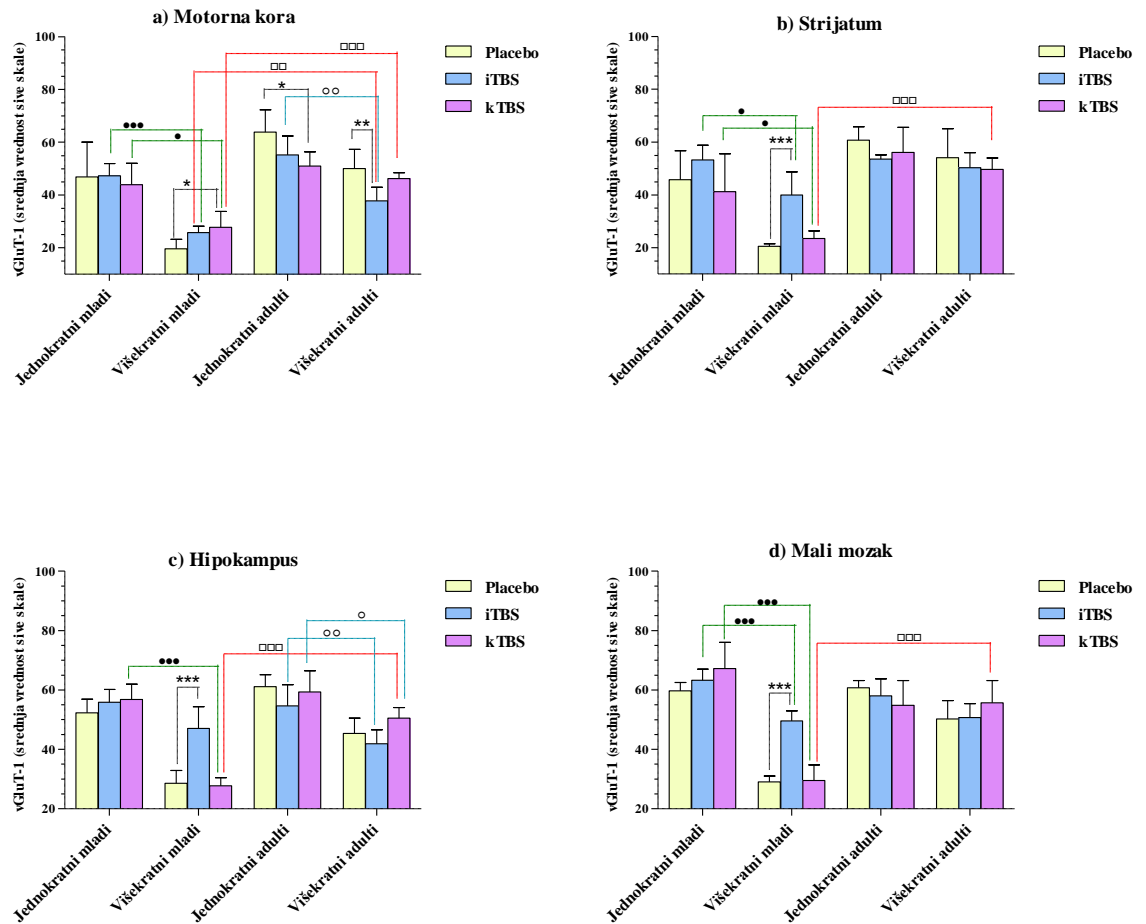 a) Motorna kora
vGluT-1 (srednja vrednost sive skale)
100
80
60
40
20
•••
•
*
□□
□□□
*
○○
**
Jednokratni mladi
Višekratni mladi
Jednokratni adulti
Višekratni adulti
Placebo
iTBS
kTBS
b) Strijatum
vGluT-1 (srednja vrednost sive skale)
100
80
60
40
20
•
•
***
□□□
Jednokratni mladi
Višekratni mladi
Jednokratni adulti
Višekratni adulti
Placebo
iTBS
kTBS
c) Hipokampus
vGluT-1 (srednja vrednost sive skale)
100
80
60
40
20
•••
***
□□□
○○
○
Jednokratni mladi
Višekratni mladi
Jednokratni adulti
Višekratni adulti
Placebo
iTBS
kTBS
d) Mali mozak
vGluT-1 (srednja vrednost sive skale)
100
80
60
40
20
•••
•••
***
□□□
Jednokratni mladi
Višekratni mladi
Jednokratni adulti
Višekratni adulti
Placebo
iTBS
kTBS